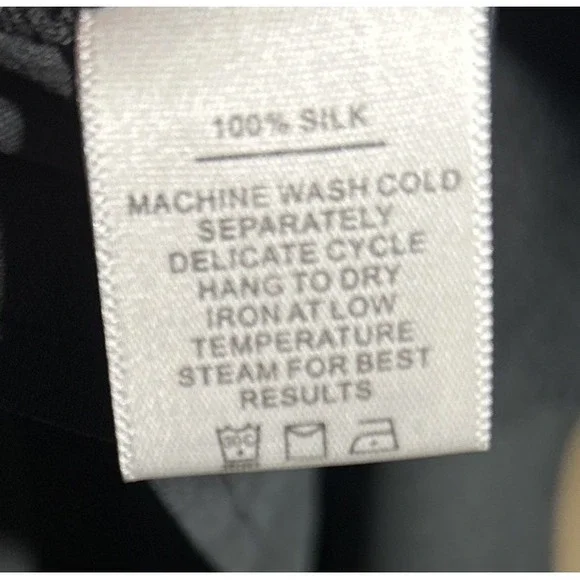 100% SILK
MACHINE WASH COLD
SEPARATELY
DELICATE CYCLE
HANG TO DRY
IRON AT LOW
TEMPERATURE
STEAM FOR BEST
RESULTS
30C